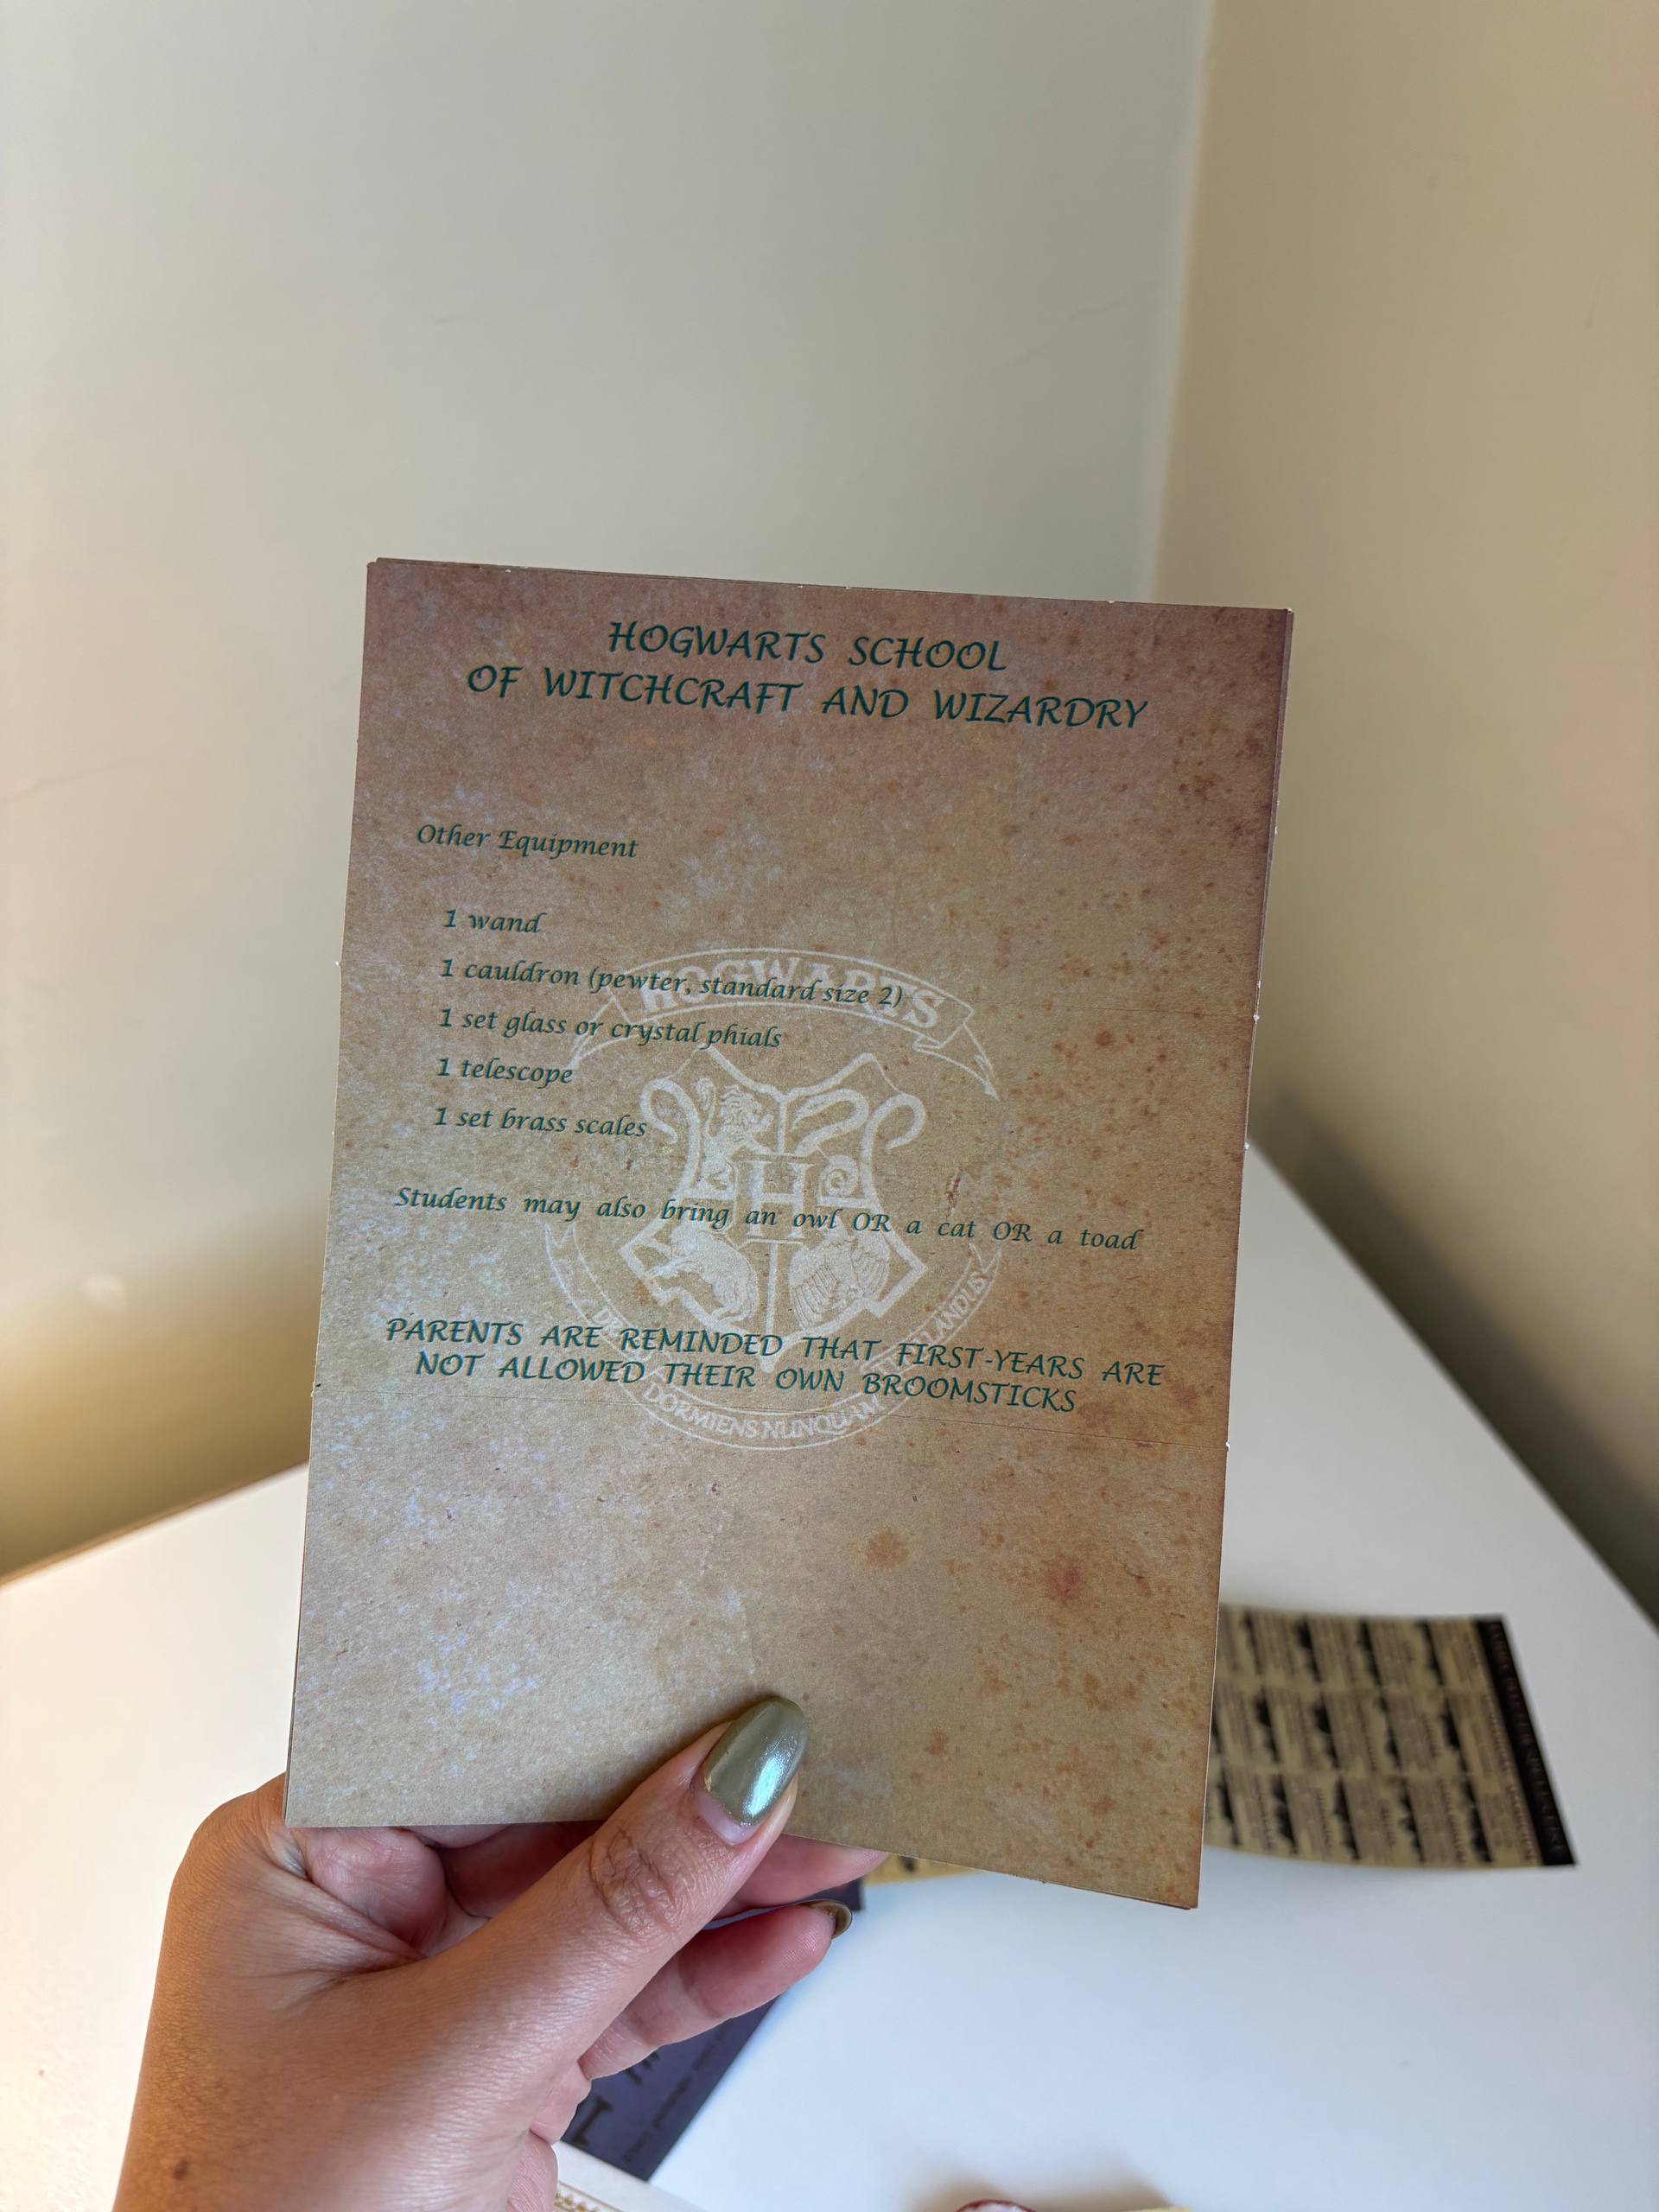 HOGWARTS SCHOOL
OF WITCHCRAFT AND WIZARDRY
Other Equipment
1 wand
1 cauldron (pewter, standard size 2)
1 set glass or crystal phials
1 telescope
1 set brass scales
Students may also bring an owl OR a cat OR a toad
PARENTS ARE REMINDED THAT FIRST-YEARS ARE
NOT ALLOWED THEIR OWN BROOMSTICKS
HOGWARTS
H
DORMIENS NUNQUAM